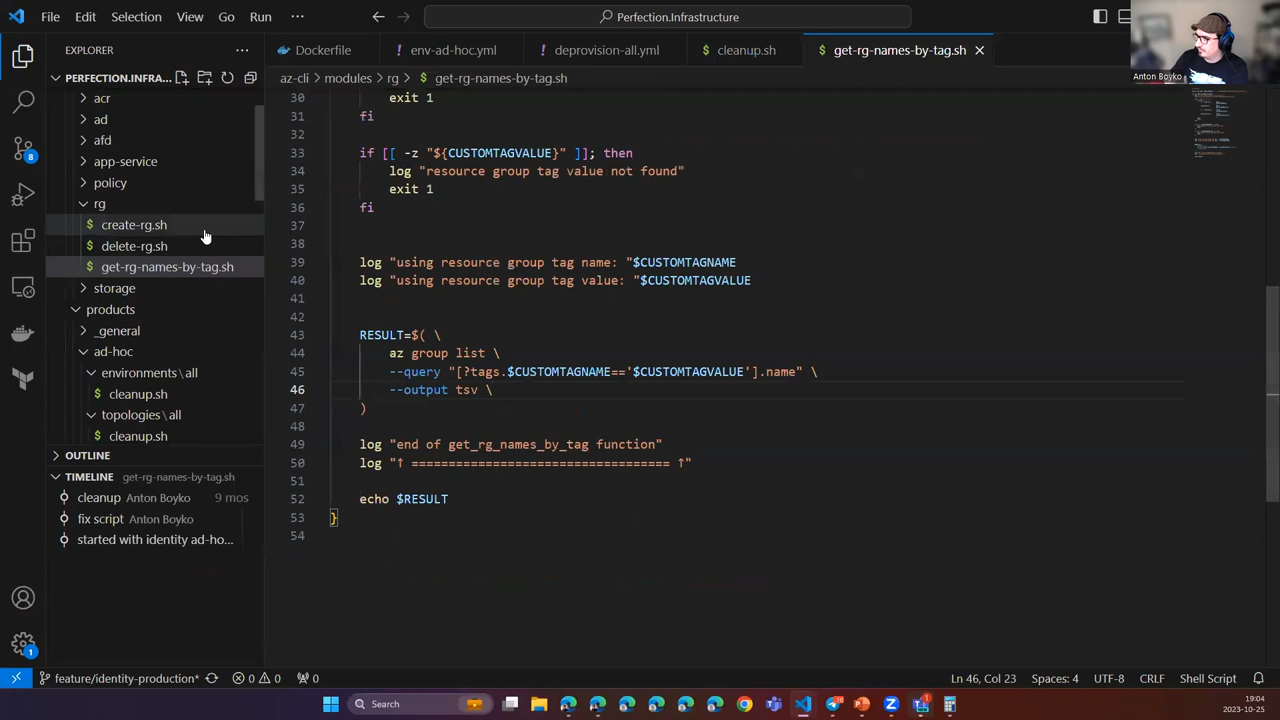 File Edit Selection View Go Run ···
Perfection.Infrastructure
Anton Boyko
EXPLORER
PERFECTION.INFRA...
acr
ad
afd
app-service
policy
rg
create-rg.sh
delete-rg.sh
get-rg-names-by-tag.sh
storage
products
_general
ad-hoc
environments\all
cleanup.sh
topologies\all
cleanup.sh
OUTLINE
TIMELINE get-rg-names-by-tag.sh
cleanup Anton Boyko 9 mos
fix script Anton Boyko
started with identity ad-ho...
8
1
Dockerfile
env-ad-hoc.yml
deprovision-all.yml
cleanup.sh
get-rg-names-by-tag.sh
az-cli > modules > rg > $ get-rg-names-by-tag.sh
30 exit 1
31 fi
32
33 if [[ -z "${CUSTOMTAGVALUE}" ]]; then
34 log "resource group tag value not found"
35 exit 1
36 fi
37
38
39 log "using resource group tag name: "$CUSTOMTAGNAME
40 log "using resource group tag value: "$CUSTOMTAGVALUE
41
42
43 RESULT=$( \
44 az group list \
45 --query "[?tags.$CUSTOMTAGNAME=='$CUSTOMTAGVALUE'].name" \
46 --output tsv \
47 )
48
49 log "end of get_rg_names_by_tag function"
50 log "↑ =================================== ↑"
51
52 echo $RESULT
53 }
54
feature/identity-production* 0 0 0
Ln 46, Col 23 Spaces: 4 UTF-8 CRLF Shell Script
Search
19:04
2023-10-25